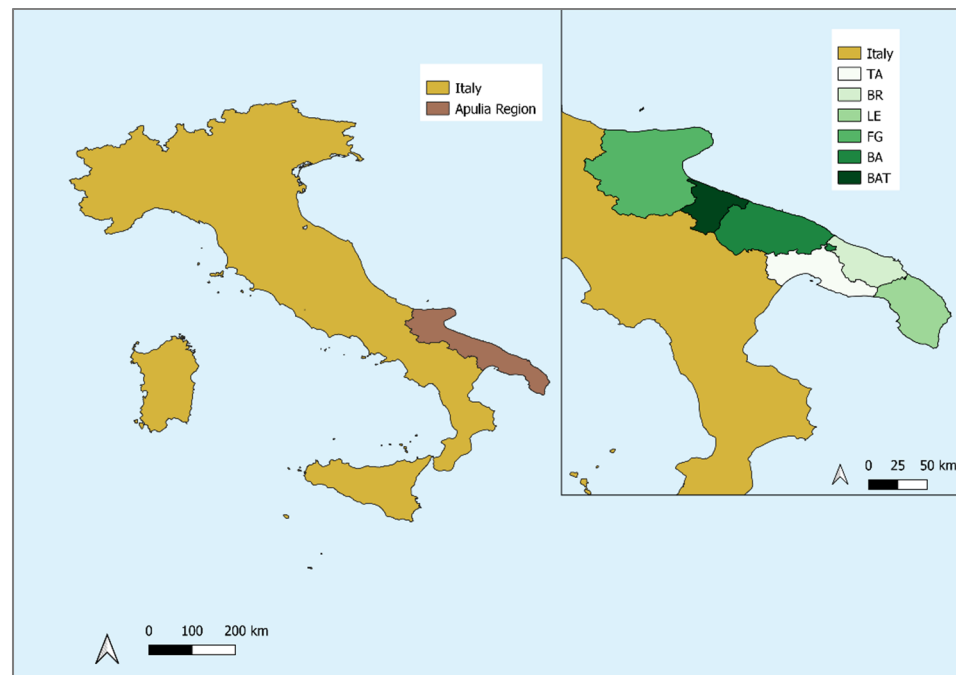 Italy
Apulia Region
0 100 200 km
Italy
TA
BR
LE
FG
BA
BAT
0 25 50 km